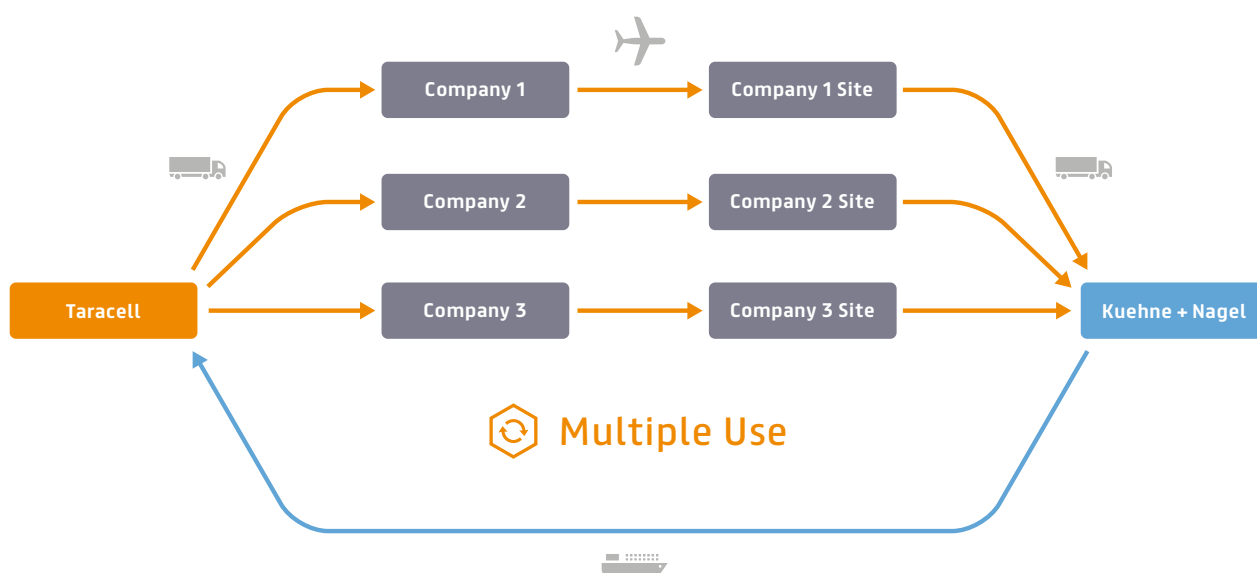 Company 1
Company 1 Site
Company 2
Company 2 Site
Taracell
Company 3
Company 3 Site
Kuehne + Nagel
Multiple Use